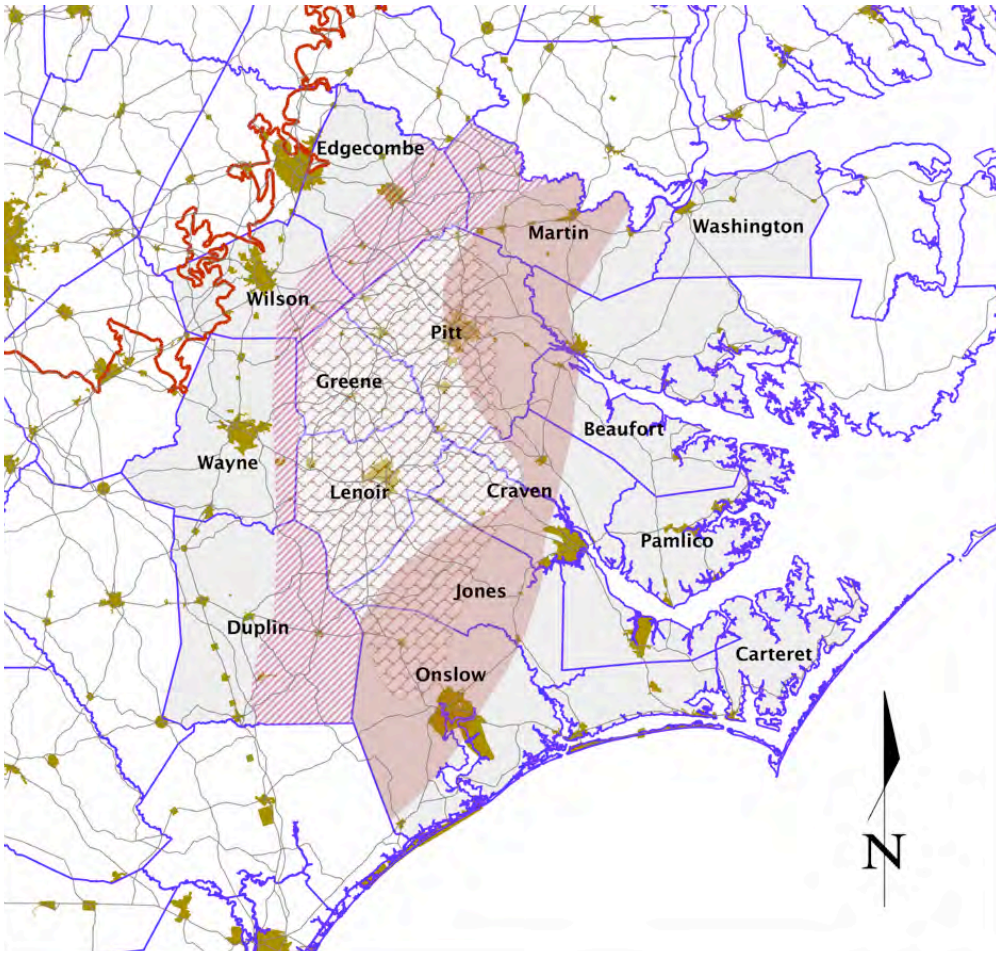 Edgecombe
Martin
Washington
Wilson
Pitt
Greene
Beaufort
Wayne
Lenoir
Craven
Pamlico
Jones
Duplin
Carteret
Onslow
N